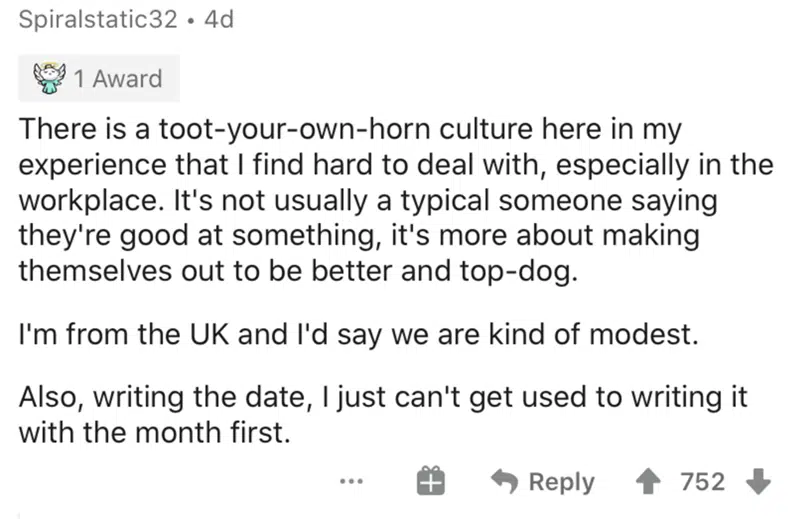 Spiralstatic32 • 4d
1 Award
There is a toot-your-own-horn culture here in my
experience that I find hard to deal with, especially in the
workplace. It's not usually a typical someone saying
they're good at something, it's more about making
themselves out to be better and top-dog.
I'm from the UK and I'd say we are kind of modest.
Also, writing the date, I just can't get used to writing it
with the month first.
... Reply 752